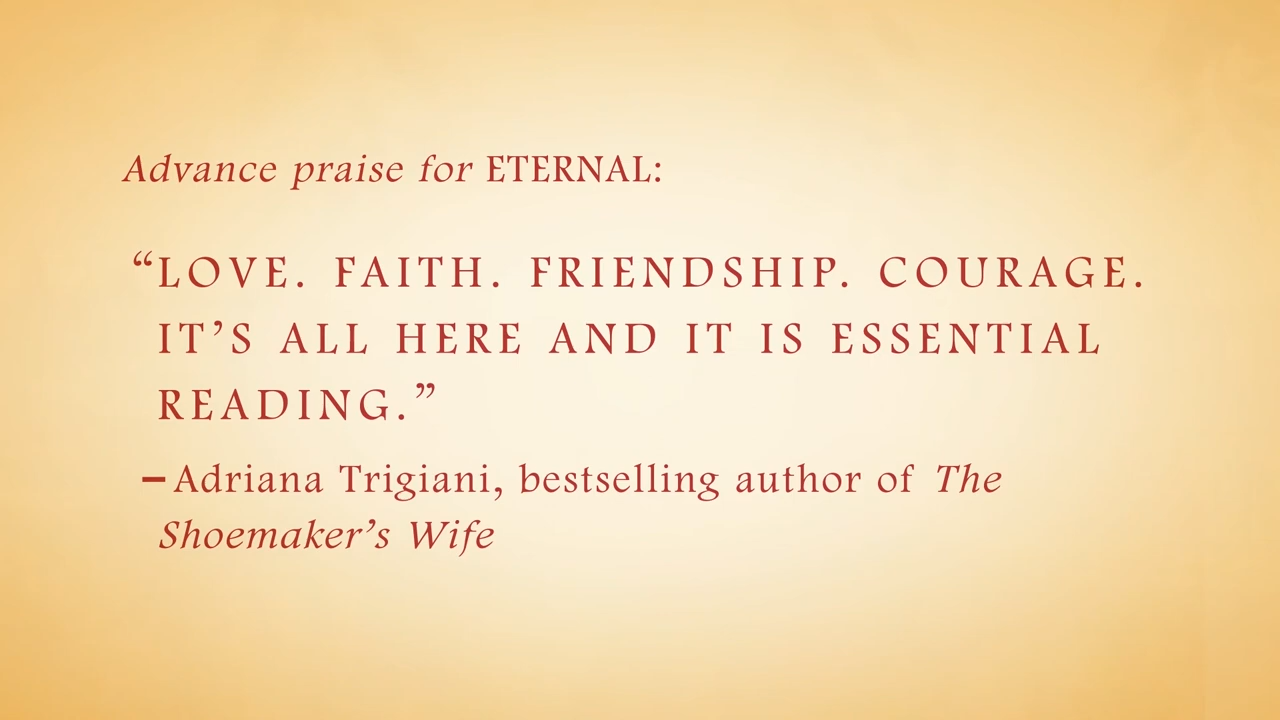 Advance praise for ETERNAL:
“LOVE. FAITH. FRIENDSHIP. COURAGE.
IT’S ALL HERE AND IT IS ESSENTIAL
READING.”
–Adriana Trigiani, bestselling author of The
Shoemaker’s Wife